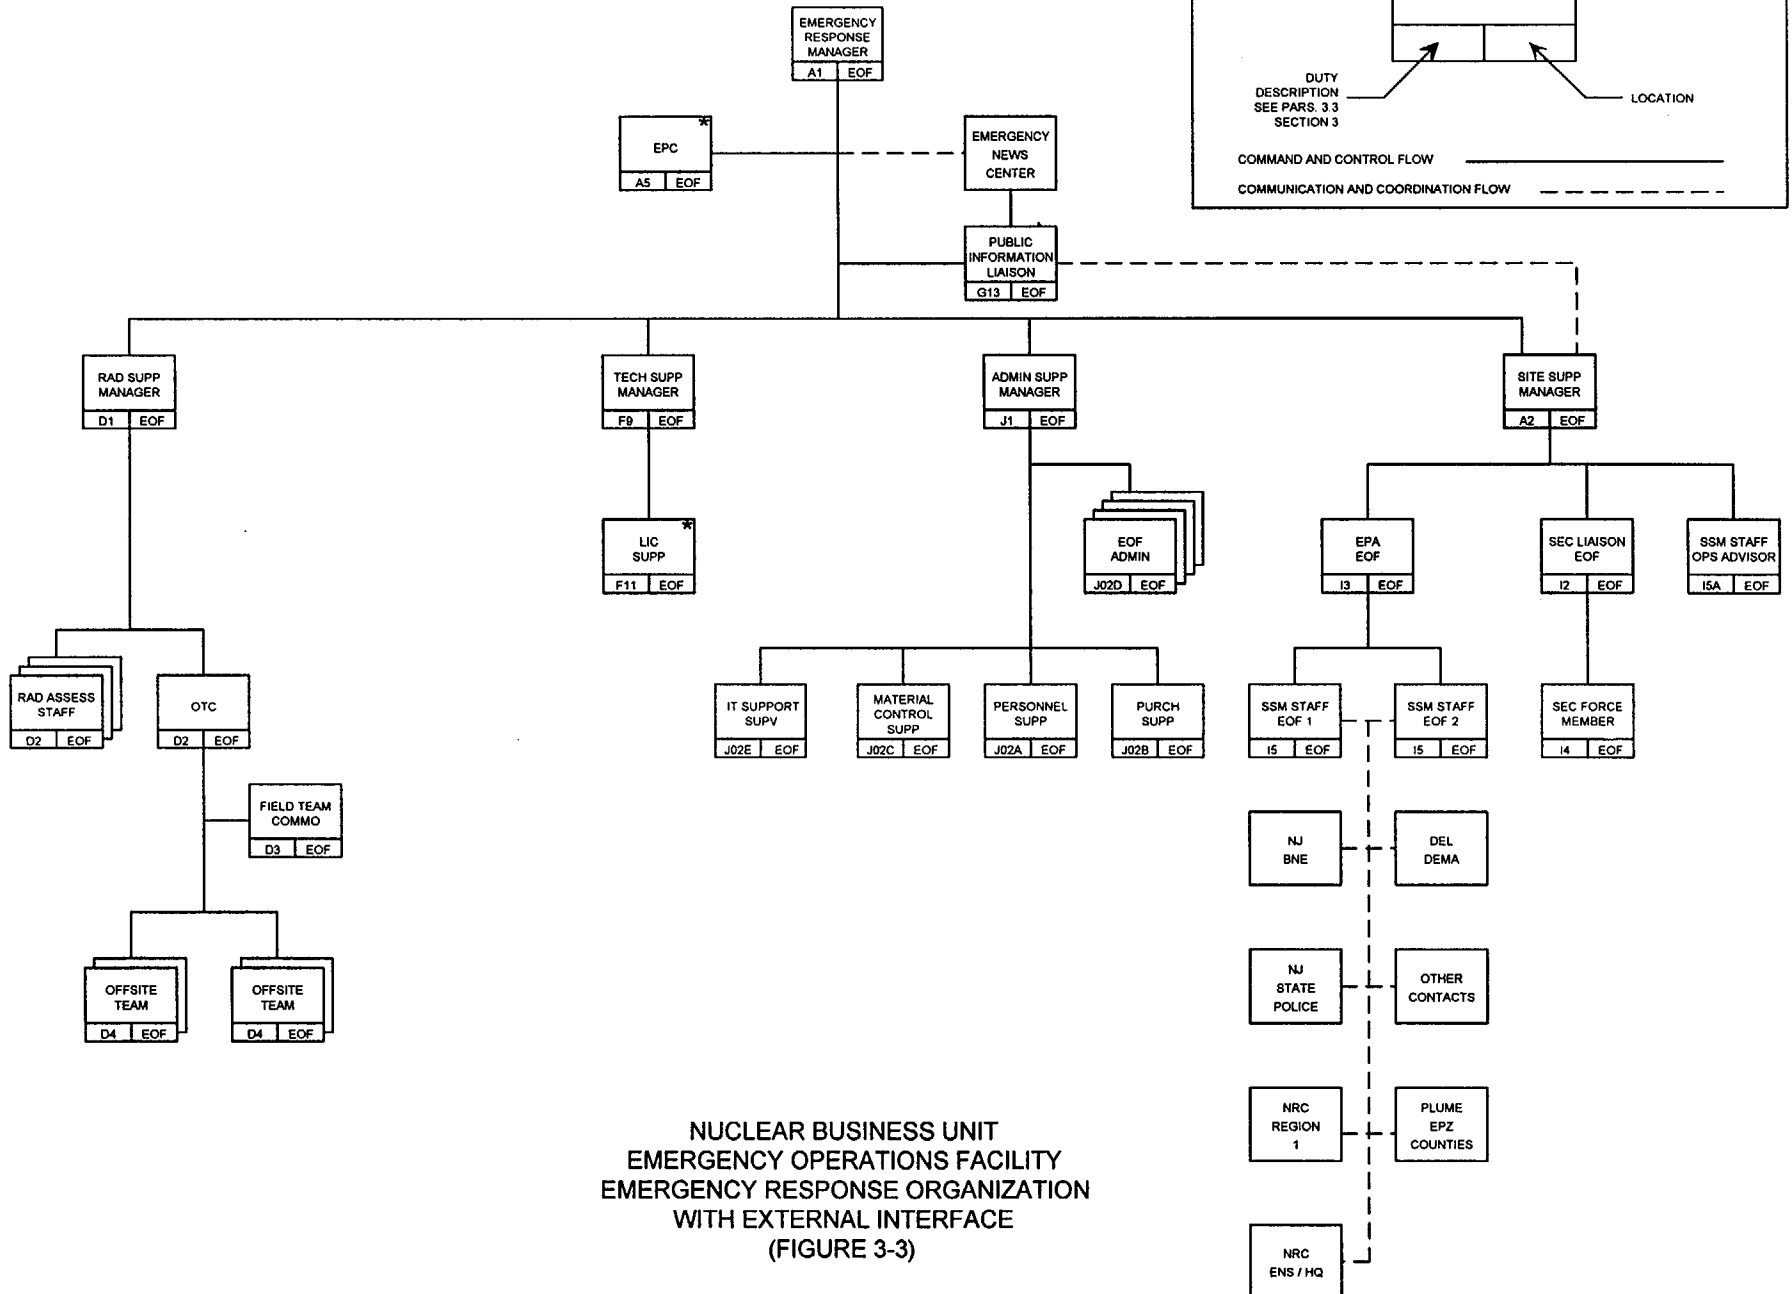 EMERGENCY
RESPONSE
MANAGER
A1 EOF
DUTY
DESCRIPTION
SEE PARS. 3.3
SECTION 3
LOCATION
COMMAND AND CONTROL FLOW
COMMUNICATION AND COORDINATION FLOW
*
EPC
A5 EOF
EMERGENCY
NEWS
CENTER
PUBLIC
INFORMATION
LIAISON
G13 EOF
RAD SUPP
MANAGER
D1 EOF
TECH SUPP
MANAGER
F9 EOF
ADMIN SUPP
MANAGER
J1 EOF
SITE SUPP
MANAGER
A2 EOF
*
LIC
SUPP
F11 EOF
EOF
ADMIN
J02D EOF
EPA
EOF
I3 EOF
SEC LIAISON
EOF
I2 EOF
SSM STAFF
OPS ADVISOR
I5A EOF
RAD ASSESS
STAFF
D2 EOF
OTC
D2 EOF
IT SUPPORT
SUPV
J02E EOF
MATERIAL
CONTROL
SUPP
J02C EOF
PERSONNEL
SUPP
J02A EOF
PURCH
SUPP
J02B EOF
SSM STAFF
EOF 1
I5 EOF
SSM STAFF
EOF 2
I5 EOF
SEC FORCE
MEMBER
I4 EOF
FIELD TEAM
COMMO
D3 EOF
NJ
BNE
DEL
DEMA
OFFSITE
TEAM
D4 EOF
OFFSITE
TEAM
D4 EOF
NJ
STATE
POLICE
OTHER
CONTACTS
NRC
REGION
1
PLUME
EPZ
COUNTIES
NRC
ENS / HQ
NUCLEAR BUSINESS UNIT
EMERGENCY OPERATIONS FACILITY
EMERGENCY RESPONSE ORGANIZATION
WITH EXTERNAL INTERFACE
(FIGURE 3-3)